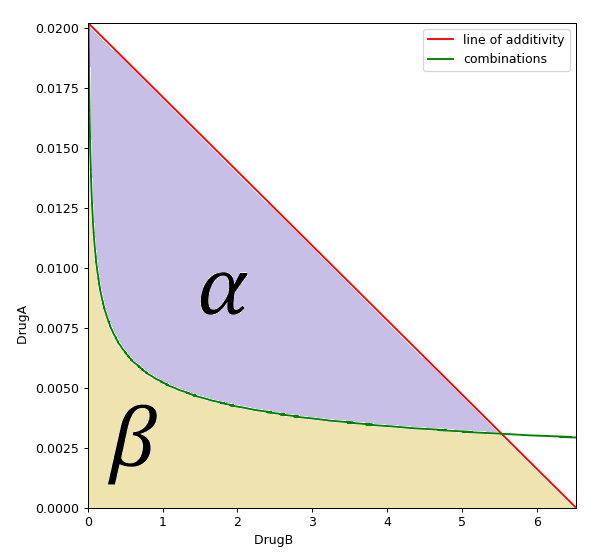 line of additivity
combinations
0.0200
0.0175
0.0150
0.0125
0.0100
0.0075
0.0050
0.0025
0.0000
DrugA
α
β
0 1 2 3 4 5 6
DrugB